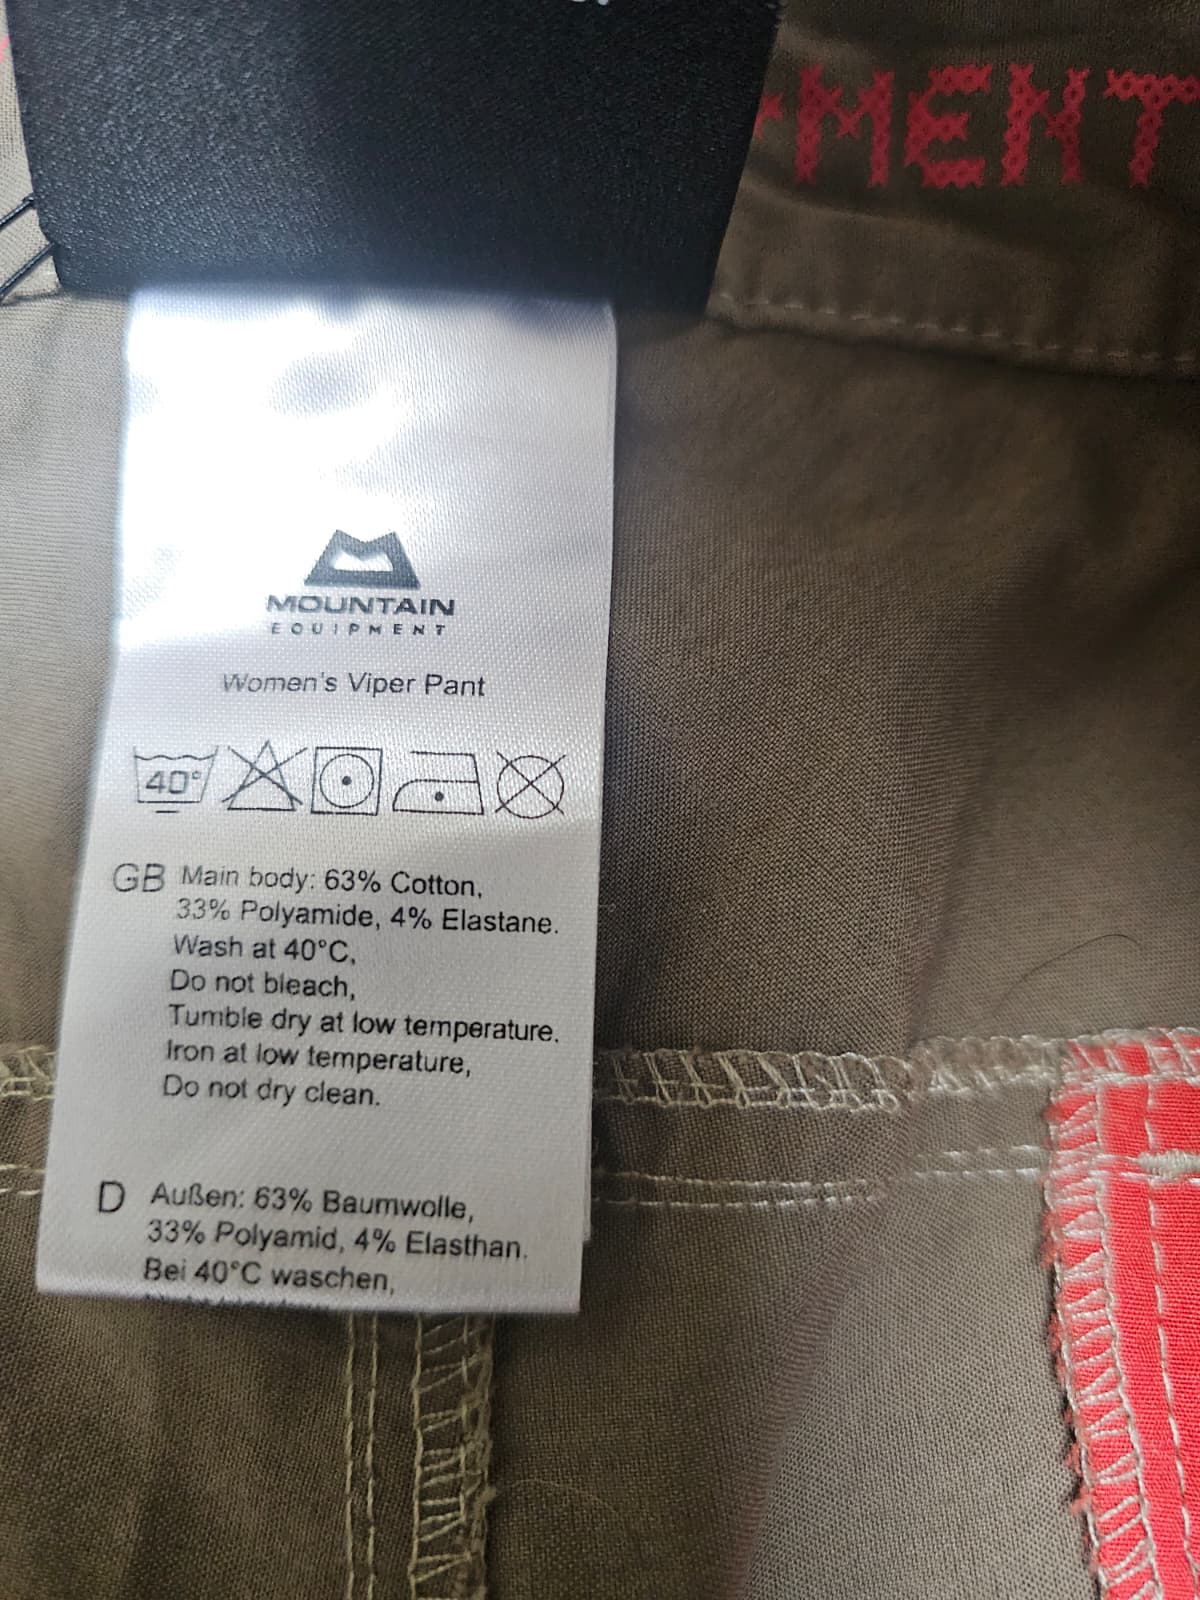 MENT
MOUNTAIN
EQUIPMENT
Women's Viper Pant
40°
GB Main body: 63% Cotton,
33% Polyamide, 4% Elastane.
Wash at 40°C,
Do not bleach,
Tumble dry at low temperature.
Iron at low temperature,
Do not dry clean.
D Außen: 63% Baumwolle,
33% Polyamid, 4% Elasthan.
Bei 40°C waschen,